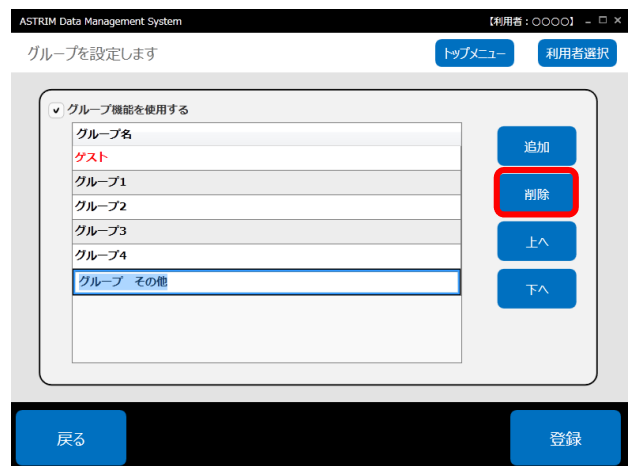 ASTRIM Data Management System 【利用者：○○○○】
グループを設定します トップメニュー 利用者選択
グループ機能を使用する
グループ名
ゲスト
グループ1
グループ2
グループ3
グループ4
グループ　その他
追加
削除
上へ
下へ
戻る 登録